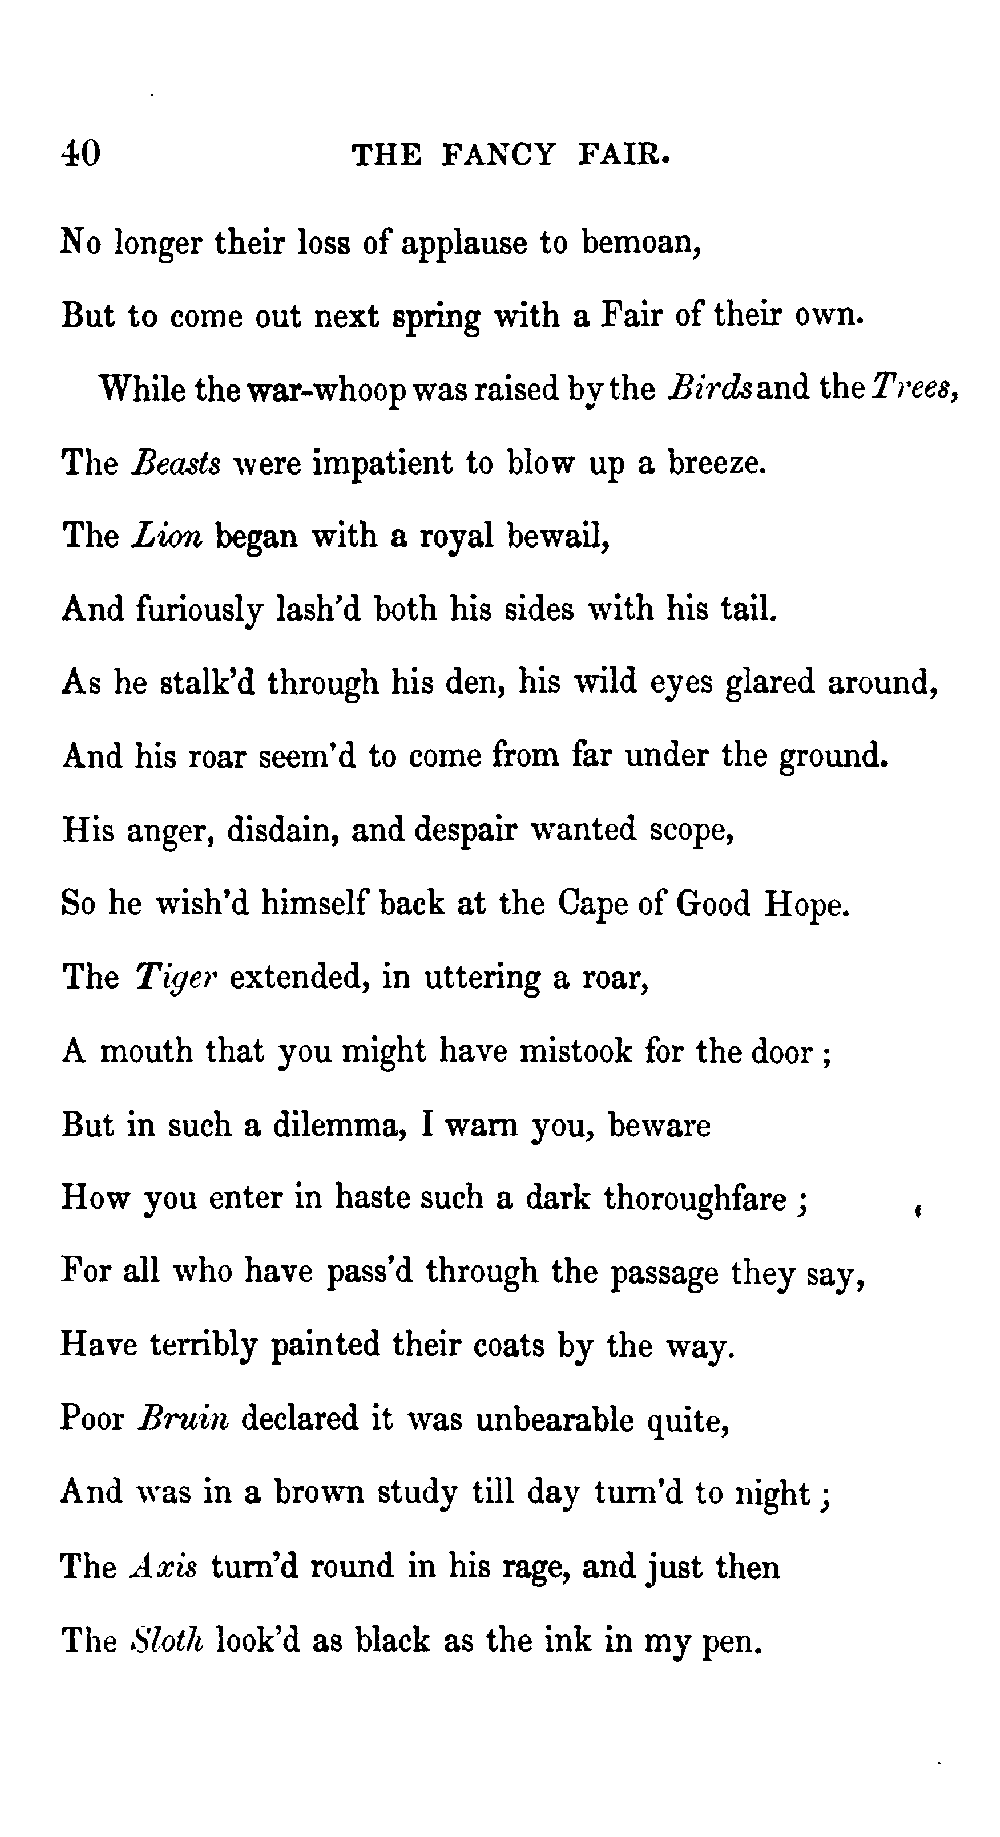 40 THE FANCY FAIR.
No longer their loss of applause to bemoan,
But to come out next spring with a Fair of their own.
While the war-whoop was raised by the Birds and the Trees,
The Beasts were impatient to blow up a breeze.
The Lion began with a royal bewail,
And furiously lash'd both his sides with his tail.
As he stalk'd through his den, his wild eyes glared around,
And his roar seem'd to come from far under the ground.
His anger, disdain, and despair wanted scope,
So he wish'd himself back at the Cape of Good Hope.
The Tiger extended, in uttering a roar,
A mouth that you might have mistook for the door ;
But in such a dilemma, I warn you, beware
How you enter in haste such a dark thoroughfare ;
For all who have pass'd through the passage they say,
Have terribly painted their coats by the way.
Poor Bruin declared it was unbearable quite,
And was in a brown study till day turn'd to night ;
The Axis turn'd round in his rage, and just then
The Sloth look'd as black as the ink in my pen.